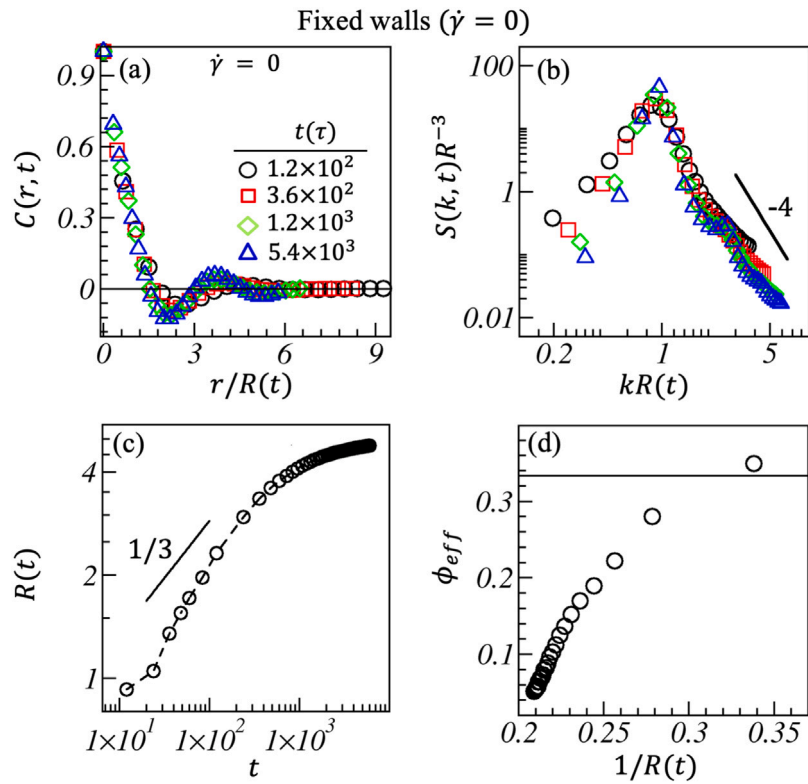 Fixed walls (γ̇ = 0)
(a)
γ̇ = 0
t(τ)
1.2×10²
3.6×10²
1.2×10³
5.4×10³
C(r, t)
0.9
0.6
0.3
0
0
3
6
9
r/R(t)
(b)
S(k, t)R⁻³
100
1
0.01
-4
0.2
1
5
kR(t)
(c)
R(t)
4
2
1
1/3
1×10¹
1×10²
1×10³
t
(d)
ϕeff
0.3
0.2
0.1
0.2
0.25
0.3
0.35
1/R(t)